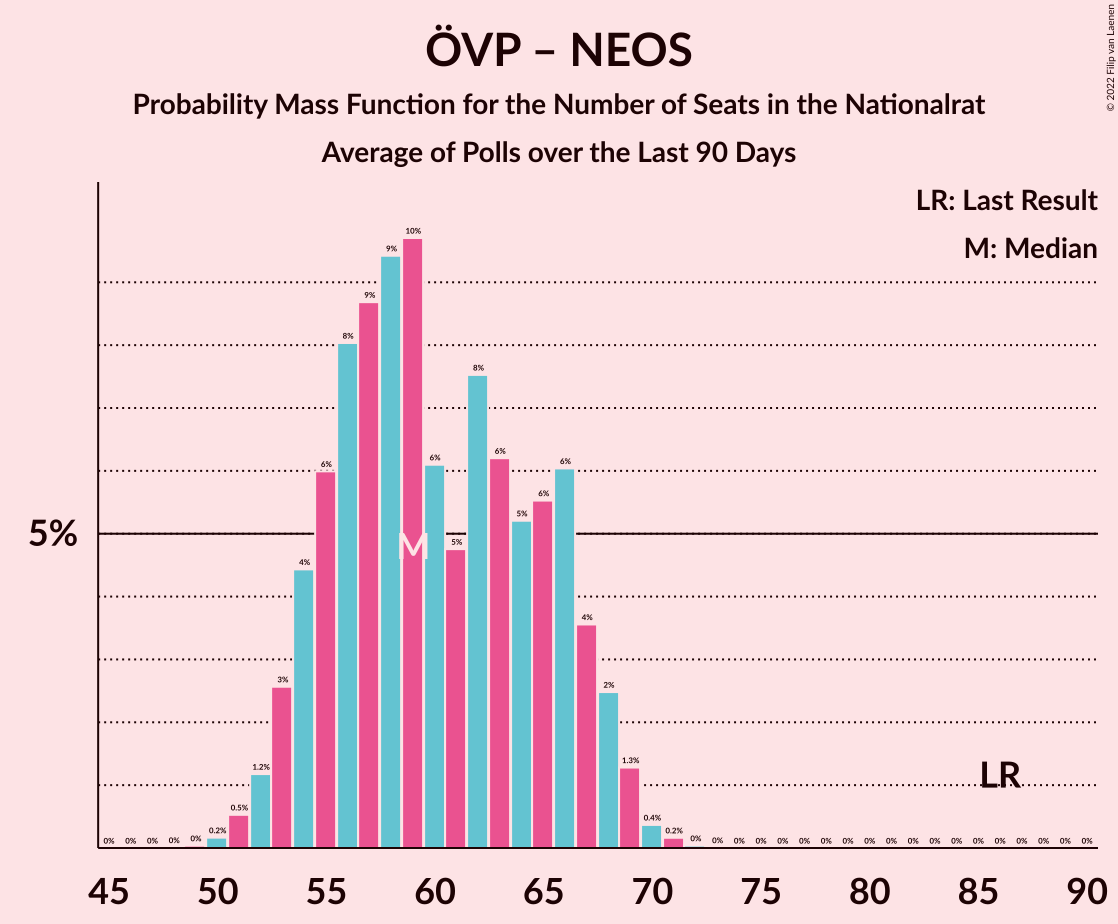 ÖVP – NEOS
Probability Mass Function for the Number of Seats in the Nationalrat
Average of Polls over the Last 90 Days
© 2022 Filip van Laenen
LR: Last Result
M: Median
5%
0% 0% 0% 0% 0% 0.2% 0.5% 1.2% 3% 4% 6% 8% 9% 9% 10% 6% 5% 8% 6% 5% 6% 6% 4% 2% 1.3% 0.4% 0.2% 0% 0% 0% 0% 0% 0% 0% 0% 0% 0% 0% 0% 0% 0% 0% 0% 0% 0% 0%
M
LR
45 50 55 60 65 70 75 80 85 90